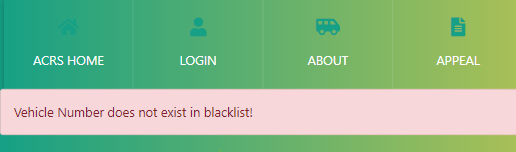 ACRS HOME LOGIN ABOUT APPEAL
Vehicle Number does not exist in blacklist!